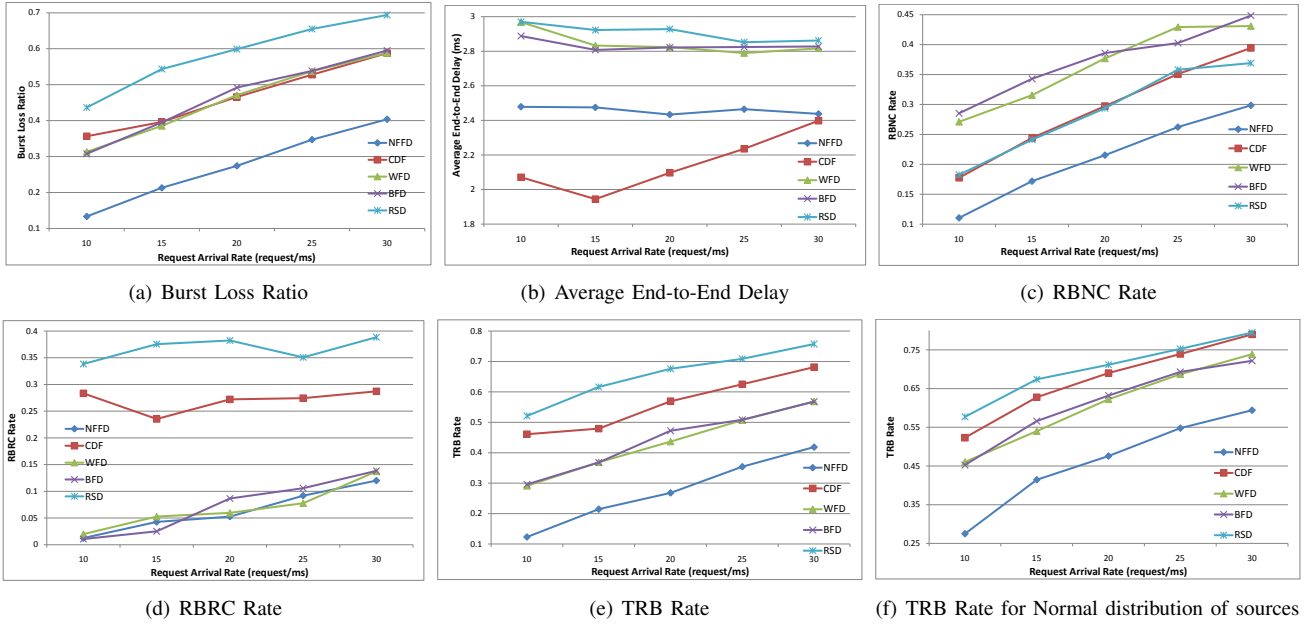 0.7
0.6
0.5
0.4
0.3
0.2
0.1
Burst Loss Ratio
10 15 20 25 30
Request Arrival Rate (request/ms)
NFFD
CDF
WFD
BFD
RSD
(a) Burst Loss Ratio
3
2.8
2.6
2.4
2.2
2
1.8
Average End-to-End Delay (ms)
10 15 20 25 30
Request Arrival Rate (request/ms)
NFFD
CDF
WFD
BFD
RSD
(b) Average End-to-End Delay
0.45
0.4
0.35
0.3
0.25
0.2
0.15
0.1
RBNC Rate
10 15 20 25 30
Request Arrival Rate (request/ms)
NFFD
CDF
WFD
BFD
RSD
(c) RBNC Rate
0.4
0.35
0.3
0.25
0.2
0.15
0.1
0.05
0
RBRC Rate
10 15 20 25 30
Request Arrival Rate (request/ms)
NFFD
CDF
WFD
BFD
RSD
(d) RBRC Rate
0.8
0.7
0.6
0.5
0.4
0.3
0.2
0.1
TRB Rate
10 15 20 25 30
Request Arrival Rate (request/ms)
NFFD
CDF
WFD
BFD
RSD
(e) TRB Rate
0.75
0.65
0.55
0.45
0.35
0.25
TRB Rate
10 15 20 25 30
Request Arrival Rate (request/ms)
NFFD
CDF
WFD
BFD
RSD
(f) TRB Rate for Normal distribution of sources